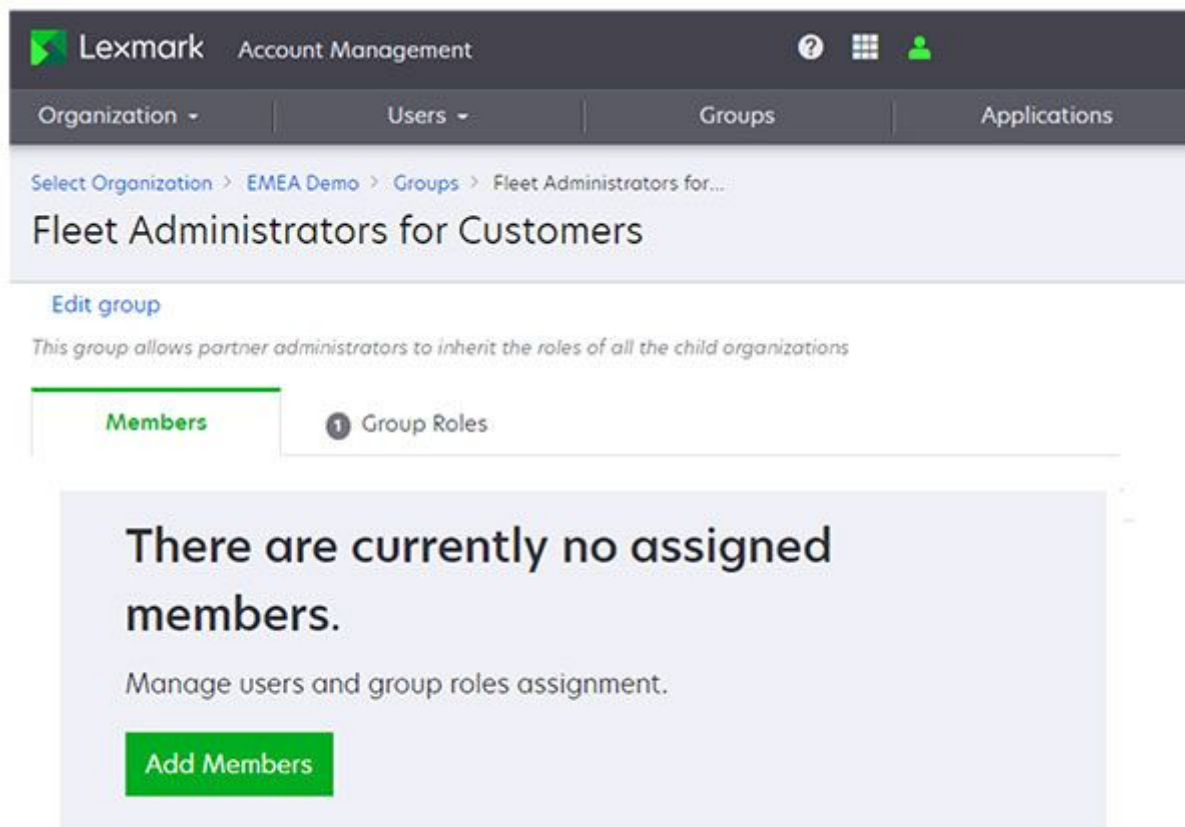 Lexmark Account Management
Organization Users Groups Applications
Select Organization > EMEA Demo > Groups > Fleet Administrators for...
Fleet Administrators for Customers
Edit group
This group allows partner administrators to inherit the roles of all the child organizations
Members 1 Group Roles
There are currently no assigned
members.
Manage users and group roles assignment.
Add Members